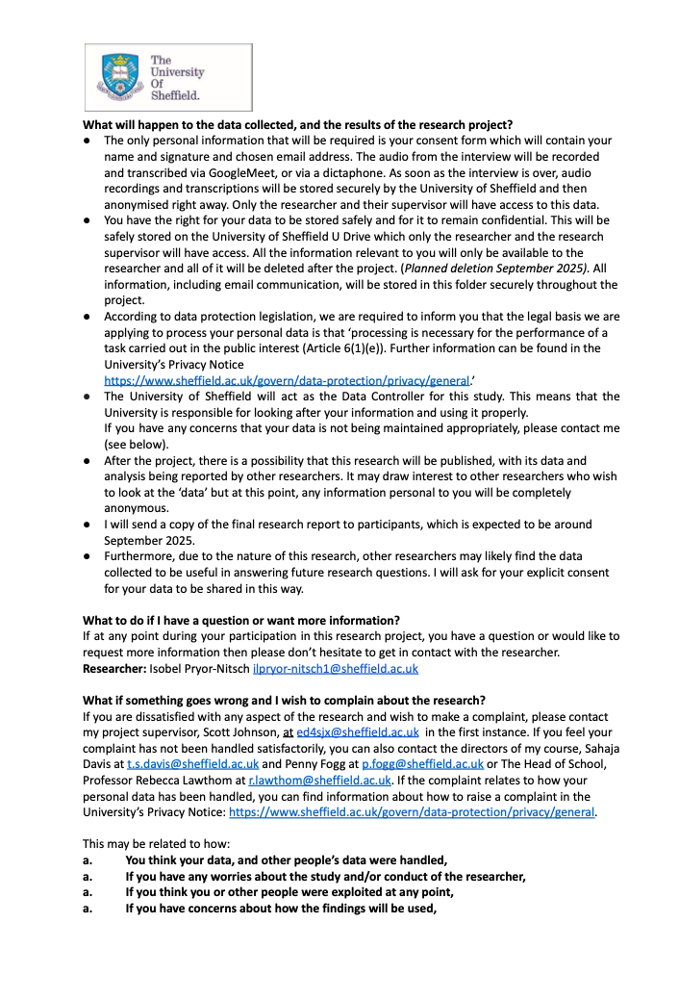 The
University
Of
Sheffield.
What will happen to the data collected, and the results of the research project?
● The only personal information that will be required is your consent form which will contain your
name and signature and chosen email address. The audio from the interview will be recorded
and transcribed via GoogleMeet, or via a dictaphone. As soon as the interview is over, audio
recordings and transcriptions will be stored securely by the University of Sheffield and then
anonymised right away. Only the researcher and their supervisor will have access to this data.
● You have the right for your data to be stored safely and for it to remain confidential. This will be
safely stored on the University of Sheffield U Drive which only the researcher and the research
supervisor will have access. All the information relevant to you will only be available to the
researcher and all of it will be deleted after the project. (Planned deletion September 2025). All
information, including email communication, will be stored in this folder securely throughout the
project.
● According to data protection legislation, we are required to inform you that the legal basis we are
applying to process your personal data is that ‘processing is necessary for the performance of a
task carried out in the public interest (Article 6(1)(e)). Further information can be found in the
University’s Privacy Notice
https://www.sheffield.ac.uk/govern/data-protection/privacy/general.’
● The University of Sheffield will act as the Data Controller for this study. This means that the
University is responsible for looking after your information and using it properly.
If you have any concerns that your data is not being maintained appropriately, please contact me
(see below).
● After the project, there is a possibility that this research will be published, with its data and
analysis being reported by other researchers. It may draw interest to other researchers who wish
to look at the ‘data’ but at this point, any information personal to you will be completely
anonymous.
● I will send a copy of the final research report to participants, which is expected to be around
September 2025.
● Furthermore, due to the nature of this research, other researchers may likely find the data
collected to be useful in answering future research questions. I will ask for your explicit consent
for your data to be shared in this way.
What to do if I have a question or want more information?
If at any point during your participation in this research project, you have a question or would like to
request more information then please don’t hesitate to get in contact with the researcher.
Researcher: Isobel Pryor-Nitsch ilpryor-nitsch1@sheffield.ac.uk
What if something goes wrong and I wish to complain about the research?
If you are dissatisfied with any aspect of the research and wish to make a complaint, please contact
my project supervisor, Scott Johnson, at ed4sjx@sheffield.ac.uk in the first instance. If you feel your
complaint has not been handled satisfactorily, you can also contact the directors of my course, Sahaja
Davis at t.s.davis@sheffield.ac.uk and Penny Fogg at p.fogg@sheffield.ac.uk or The Head of School,
Professor Rebecca Lawthom at r.lawthom@sheffield.ac.uk. If the complaint relates to how your
personal data has been handled, you can find information about how to raise a complaint in the
University’s Privacy Notice: https://www.sheffield.ac.uk/govern/data-protection/privacy/general.
This may be related to how:
a. You think your data, and other people’s data were handled,
a. If you have any worries about the study and/or conduct of the researcher,
a. If you think you or other people were exploited at any point,
a. If you have concerns about how the findings will be used,